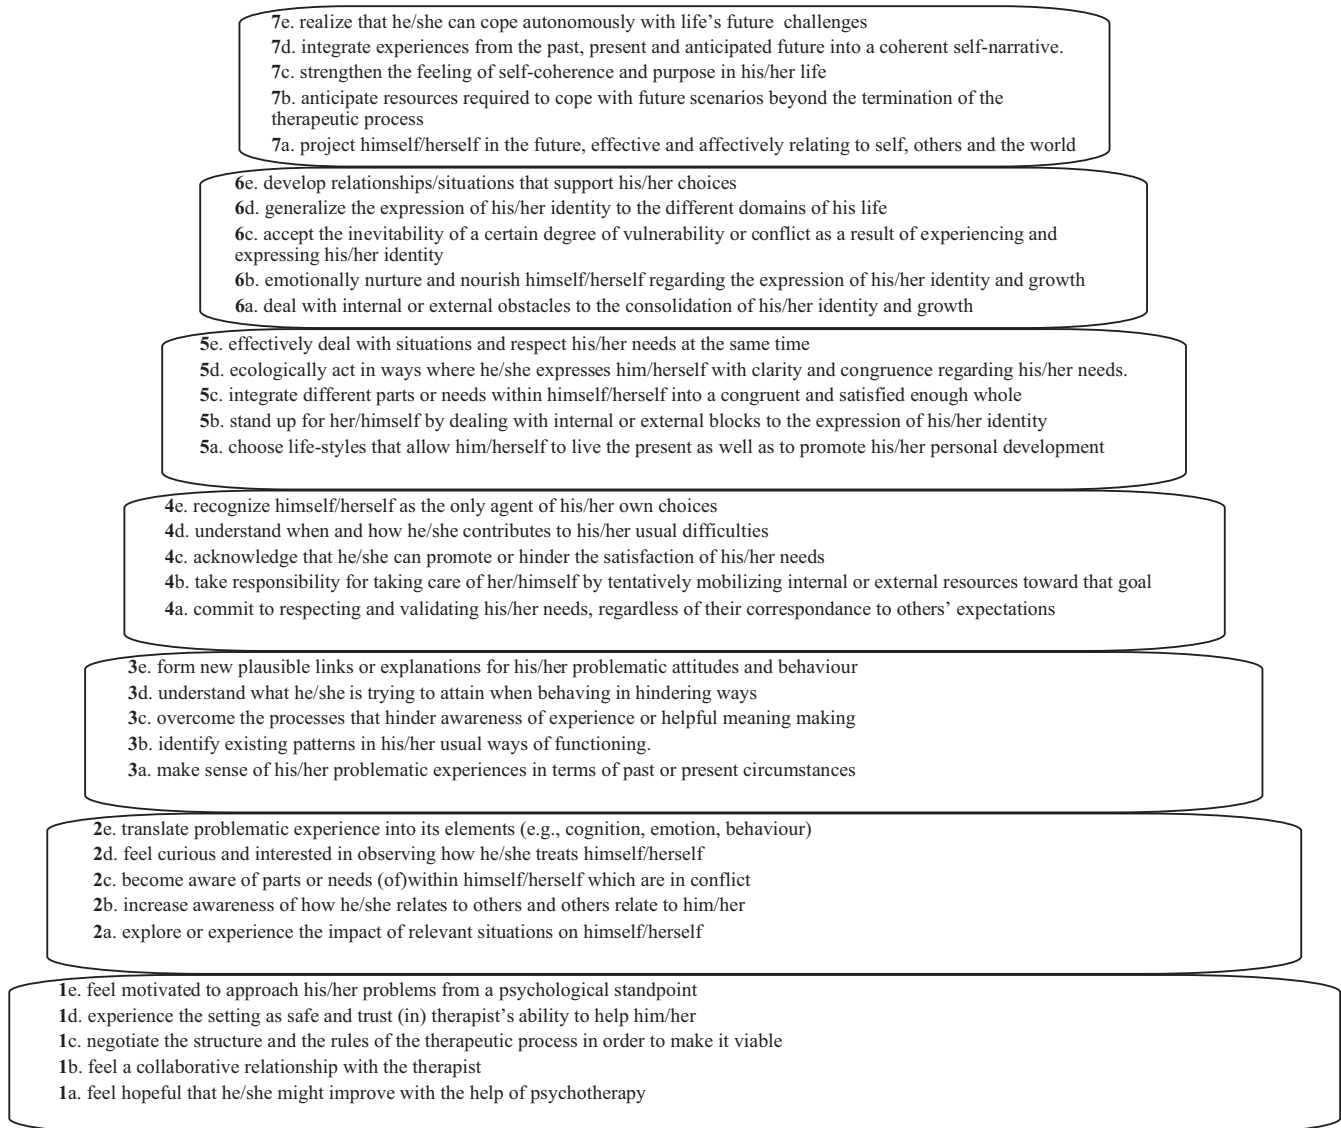 7e. realize that he/she can cope autonomously with life’s future challenges
7d. integrate experiences from the past, present and anticipated future into a coherent self-narrative.
7c. strengthen the feeling of self-coherence and purpose in his/her life
7b. anticipate resources required to cope with future scenarios beyond the termination of the
therapeutic process
7a. project himself/herself in the future, effective and affectively relating to self, others and the world
6e. develop relationships/situations that support his/her choices
6d. generalize the expression of his/her identity to the different domains of his life
6c. accept the inevitability of a certain degree of vulnerability or conflict as a result of experiencing and
expressing his/her identity
6b. emotionally nurture and nourish himself/herself regarding the expression of his/her identity and growth
6a. deal with internal or external obstacles to the consolidation of his/her identity and growth
5e. effectively deal with situations and respect his/her needs at the same time
5d. ecologically act in ways where he/she expresses him/herself with clarity and congruence regarding his/her needs.
5c. integrate different parts or needs within himself/herself into a congruent and satisfied enough whole
5b. stand up for her/himself by dealing with internal or external blocks to the expression of his/her identity
5a. choose life-styles that allow him/herself to live the present as well as to promote his/her personal development
4e. recognize himself/herself as the only agent of his/her own choices
4d. understand when and how he/she contributes to his/her usual difficulties
4c. acknowledge that he/she can promote or hinder the satisfaction of his/her needs
4b. take responsibility for taking care of her/himself by tentatively mobilizing internal or external resources toward that goal
4a. commit to respecting and validating his/her needs, regardless of their correspondance to others’ expectations
3e. form new plausible links or explanations for his/her problematic attitudes and behaviour
3d. understand what he/she is trying to attain when behaving in hindering ways
3c. overcome the processes that hinder awareness of experience or helpful meaning making
3b. identify existing patterns in his/her usual ways of functioning.
3a. make sense of his/her problematic experiences in terms of past or present circumstances
2e. translate problematic experience into its elements (e.g., cognition, emotion, behaviour)
2d. feel curious and interested in observing how he/she treats himself/herself
2c. become aware of parts or needs (of)within himself/herself which are in conflict
2b. increase awareness of how he/she relates to others and others relate to him/her
2a. explore or experience the impact of relevant situations on himself/herself
1e. feel motivated to approach his/her problems from a psychological standpoint
1d. experience the setting as safe and trust (in) therapist’s ability to help him/her
1c. negotiate the structure and the rules of the therapeutic process in order to make it viable
1b. feel a collaborative relationship with the therapist
1a. feel hopeful that he/she might improve with the help of psychotherapy